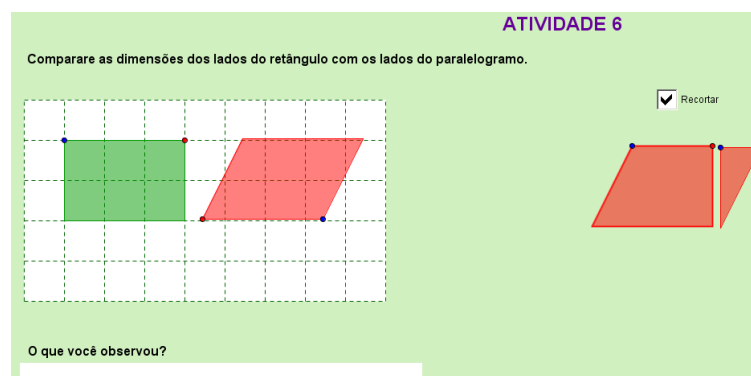 ATIVIDADE 6
Comparare as dimensões dos lados do retângulo com os lados do paralelogramo.
Recortar
O que você observou?